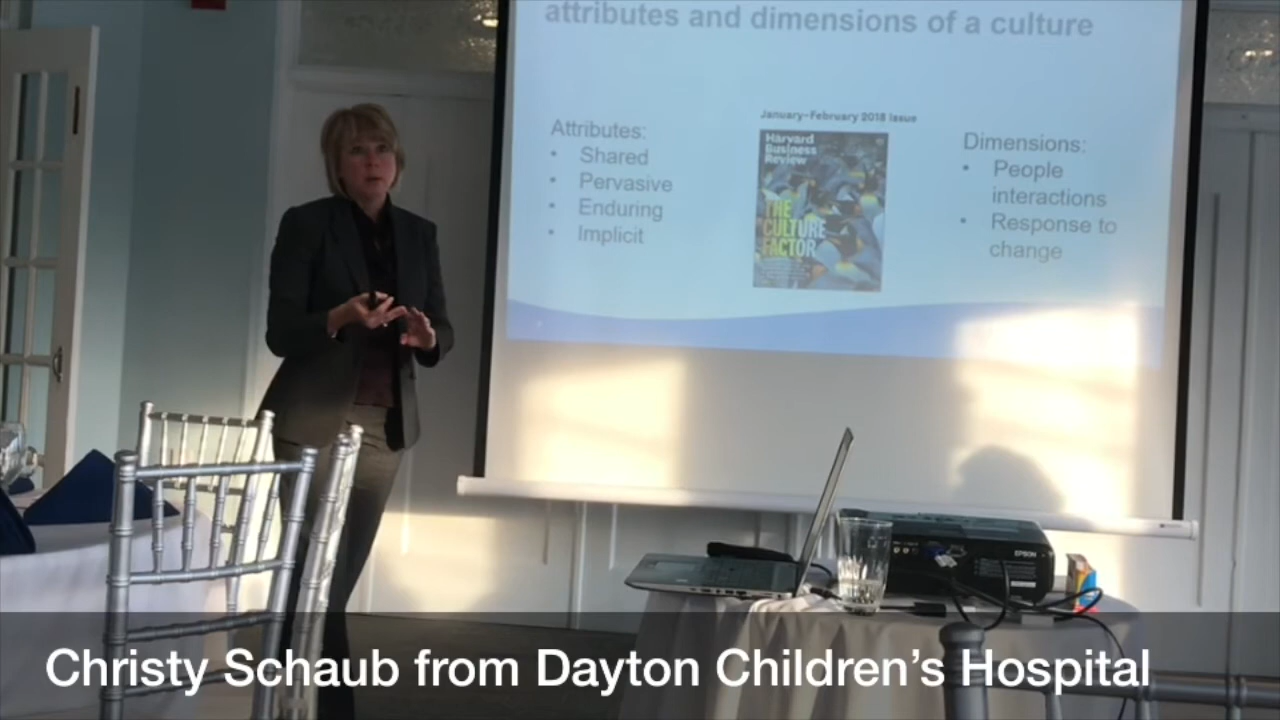 attributes and dimensions of a culture
January–February 2018 Issue
Attributes:
• Shared
• Pervasive
• Enduring
• Implicit
Harvard
Business
Review
THE
CULTURE
FACTOR
Dimensions:
• People
interactions
• Response to
change
EPSON
Christy Schaub from Dayton Children’s Hospital